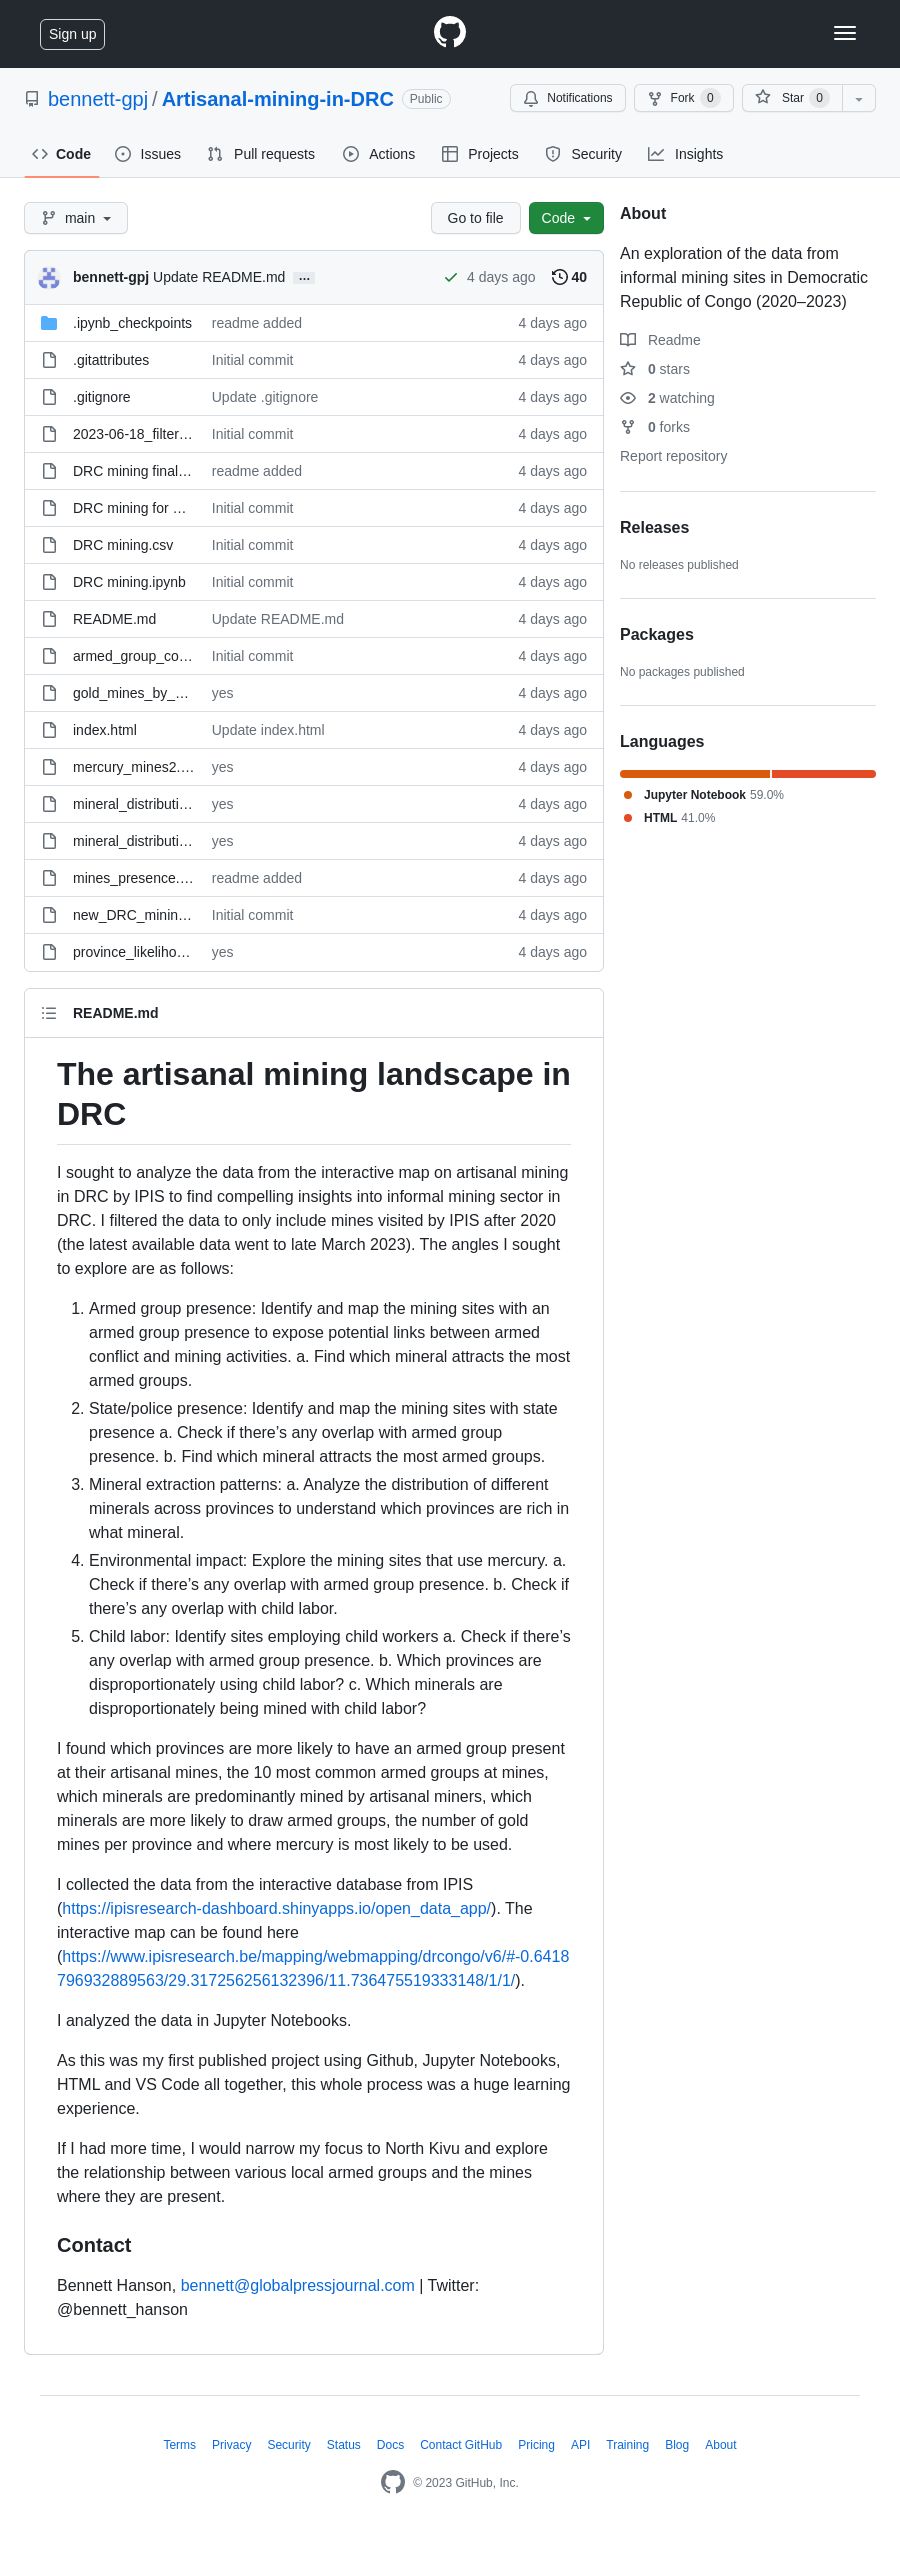 Sign up
bennett-gpj / Artisanal-mining-in-DRC Public
Notifications Fork 0 Star 0
Code Issues Pull requests Actions Projects Security Insights
main Go to file Code
bennett-gpj Update README.md ... 4 days ago 40
.ipynb_checkpoints readme added 4 days ago
.gitattributes Initial commit 4 days ago
.gitignore Update .gitignore 4 days ago
2023-06-18_filter… Initial commit 4 days ago
DRC mining final… readme added 4 days ago
DRC mining for … Initial commit 4 days ago
DRC mining.csv Initial commit 4 days ago
DRC mining.ipynb Initial commit 4 days ago
README.md Update README.md 4 days ago
armed_group_co… Initial commit 4 days ago
gold_mines_by_… yes 4 days ago
index.html Update index.html 4 days ago
mercury_mines2.… yes 4 days ago
mineral_distributi… yes 4 days ago
mineral_distributi… yes 4 days ago
mines_presence.… readme added 4 days ago
new_DRC_minin… Initial commit 4 days ago
province_likeliho… yes 4 days ago
About
An exploration of the data from
informal mining sites in Democratic
Republic of Congo (2020–2023)
Readme
0 stars
2 watching
0 forks
Report repository
Releases
No releases published
Packages
No packages published
Languages
Jupyter Notebook 59.0%
HTML 41.0%
README.md
The artisanal mining landscape in
DRC
I sought to analyze the data from the interactive map on artisanal mining
in DRC by IPIS to find compelling insights into informal mining sector in
DRC. I filtered the data to only include mines visited by IPIS after 2020
(the latest available data went to late March 2023). The angles I sought
to explore are as follows:
1. Armed group presence: Identify and map the mining sites with an
armed group presence to expose potential links between armed
conflict and mining activities. a. Find which mineral attracts the most
armed groups.
2. State/police presence: Identify and map the mining sites with state
presence a. Check if there’s any overlap with armed group
presence. b. Find which mineral attracts the most armed groups.
3. Mineral extraction patterns: a. Analyze the distribution of different
minerals across provinces to understand which provinces are rich in
what mineral.
4. Environmental impact: Explore the mining sites that use mercury. a.
Check if there’s any overlap with armed group presence. b. Check if
there’s any overlap with child labor.
5. Child labor: Identify sites employing child workers a. Check if there’s
any overlap with armed group presence. b. Which provinces are
disproportionately using child labor? c. Which minerals are
disproportionately being mined with child labor?
I found which provinces are more likely to have an armed group present
at their artisanal mines, the 10 most common armed groups at mines,
which minerals are predominantly mined by artisanal miners, which
minerals are more likely to draw armed groups, the number of gold
mines per province and where mercury is most likely to be used.
I collected the data from the interactive database from IPIS
(https://ipisresearch-dashboard.shinyapps.io/open_data_app/). The
interactive map can be found here
(https://www.ipisresearch.be/mapping/webmapping/drcongo/v6/#-0.6418
796932889563/29.317256256132396/11.736475519333148/1/1/).
I analyzed the data in Jupyter Notebooks.
As this was my first published project using Github, Jupyter Notebooks,
HTML and VS Code all together, this whole process was a huge learning
experience.
If I had more time, I would narrow my focus to North Kivu and explore
the relationship between various local armed groups and the mines
where they are present.
Contact
Bennett Hanson, bennett@globalpressjournal.com | Twitter:
@bennett_hanson
Terms Privacy Security Status Docs Contact GitHub Pricing API Training Blog About
© 2023 GitHub, Inc.